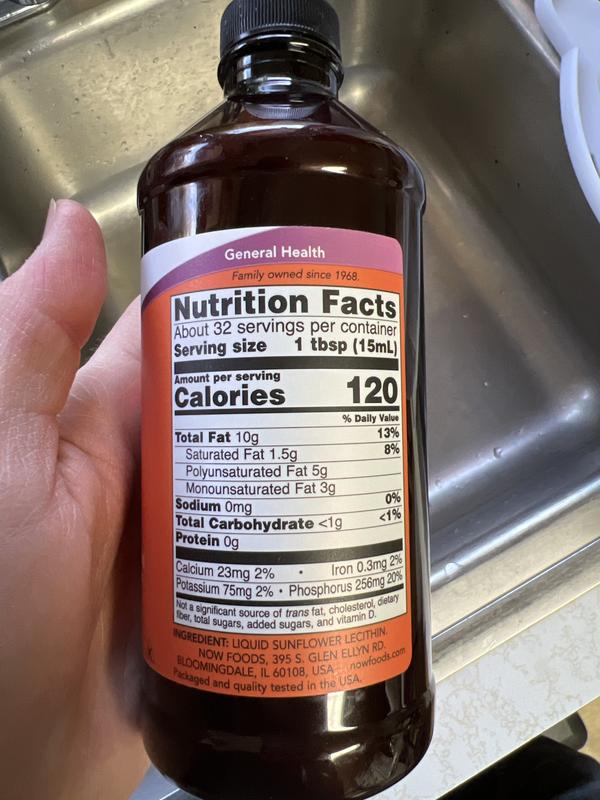 General Health
Family owned since 1968.
Nutrition Facts
About 32 servings per container
Serving size 1 tbsp (15mL)
Amount per serving
Calories 120
% Daily Value
Total Fat 10g 13%
Saturated Fat 1.5g 8%
Polyunsaturated Fat 5g
Monounsaturated Fat 3g
Sodium 0mg 0%
Total Carbohydrate <1g <1%
Protein 0g
Calcium 23mg 2% • Iron 0.3mg 2%
Potassium 75mg 2% • Phosphorus 256mg 20%
Not a significant source of trans fat, cholesterol, dietary
fiber, total sugars, added sugars, and vitamin D.
INGREDIENT: LIQUID SUNFLOWER LECITHIN.
NOW FOODS, 395 S. GLEN ELLYN RD.
BLOOMINGDALE, IL 60108, USA nowfoods.com
Packaged and quality tested in the USA.